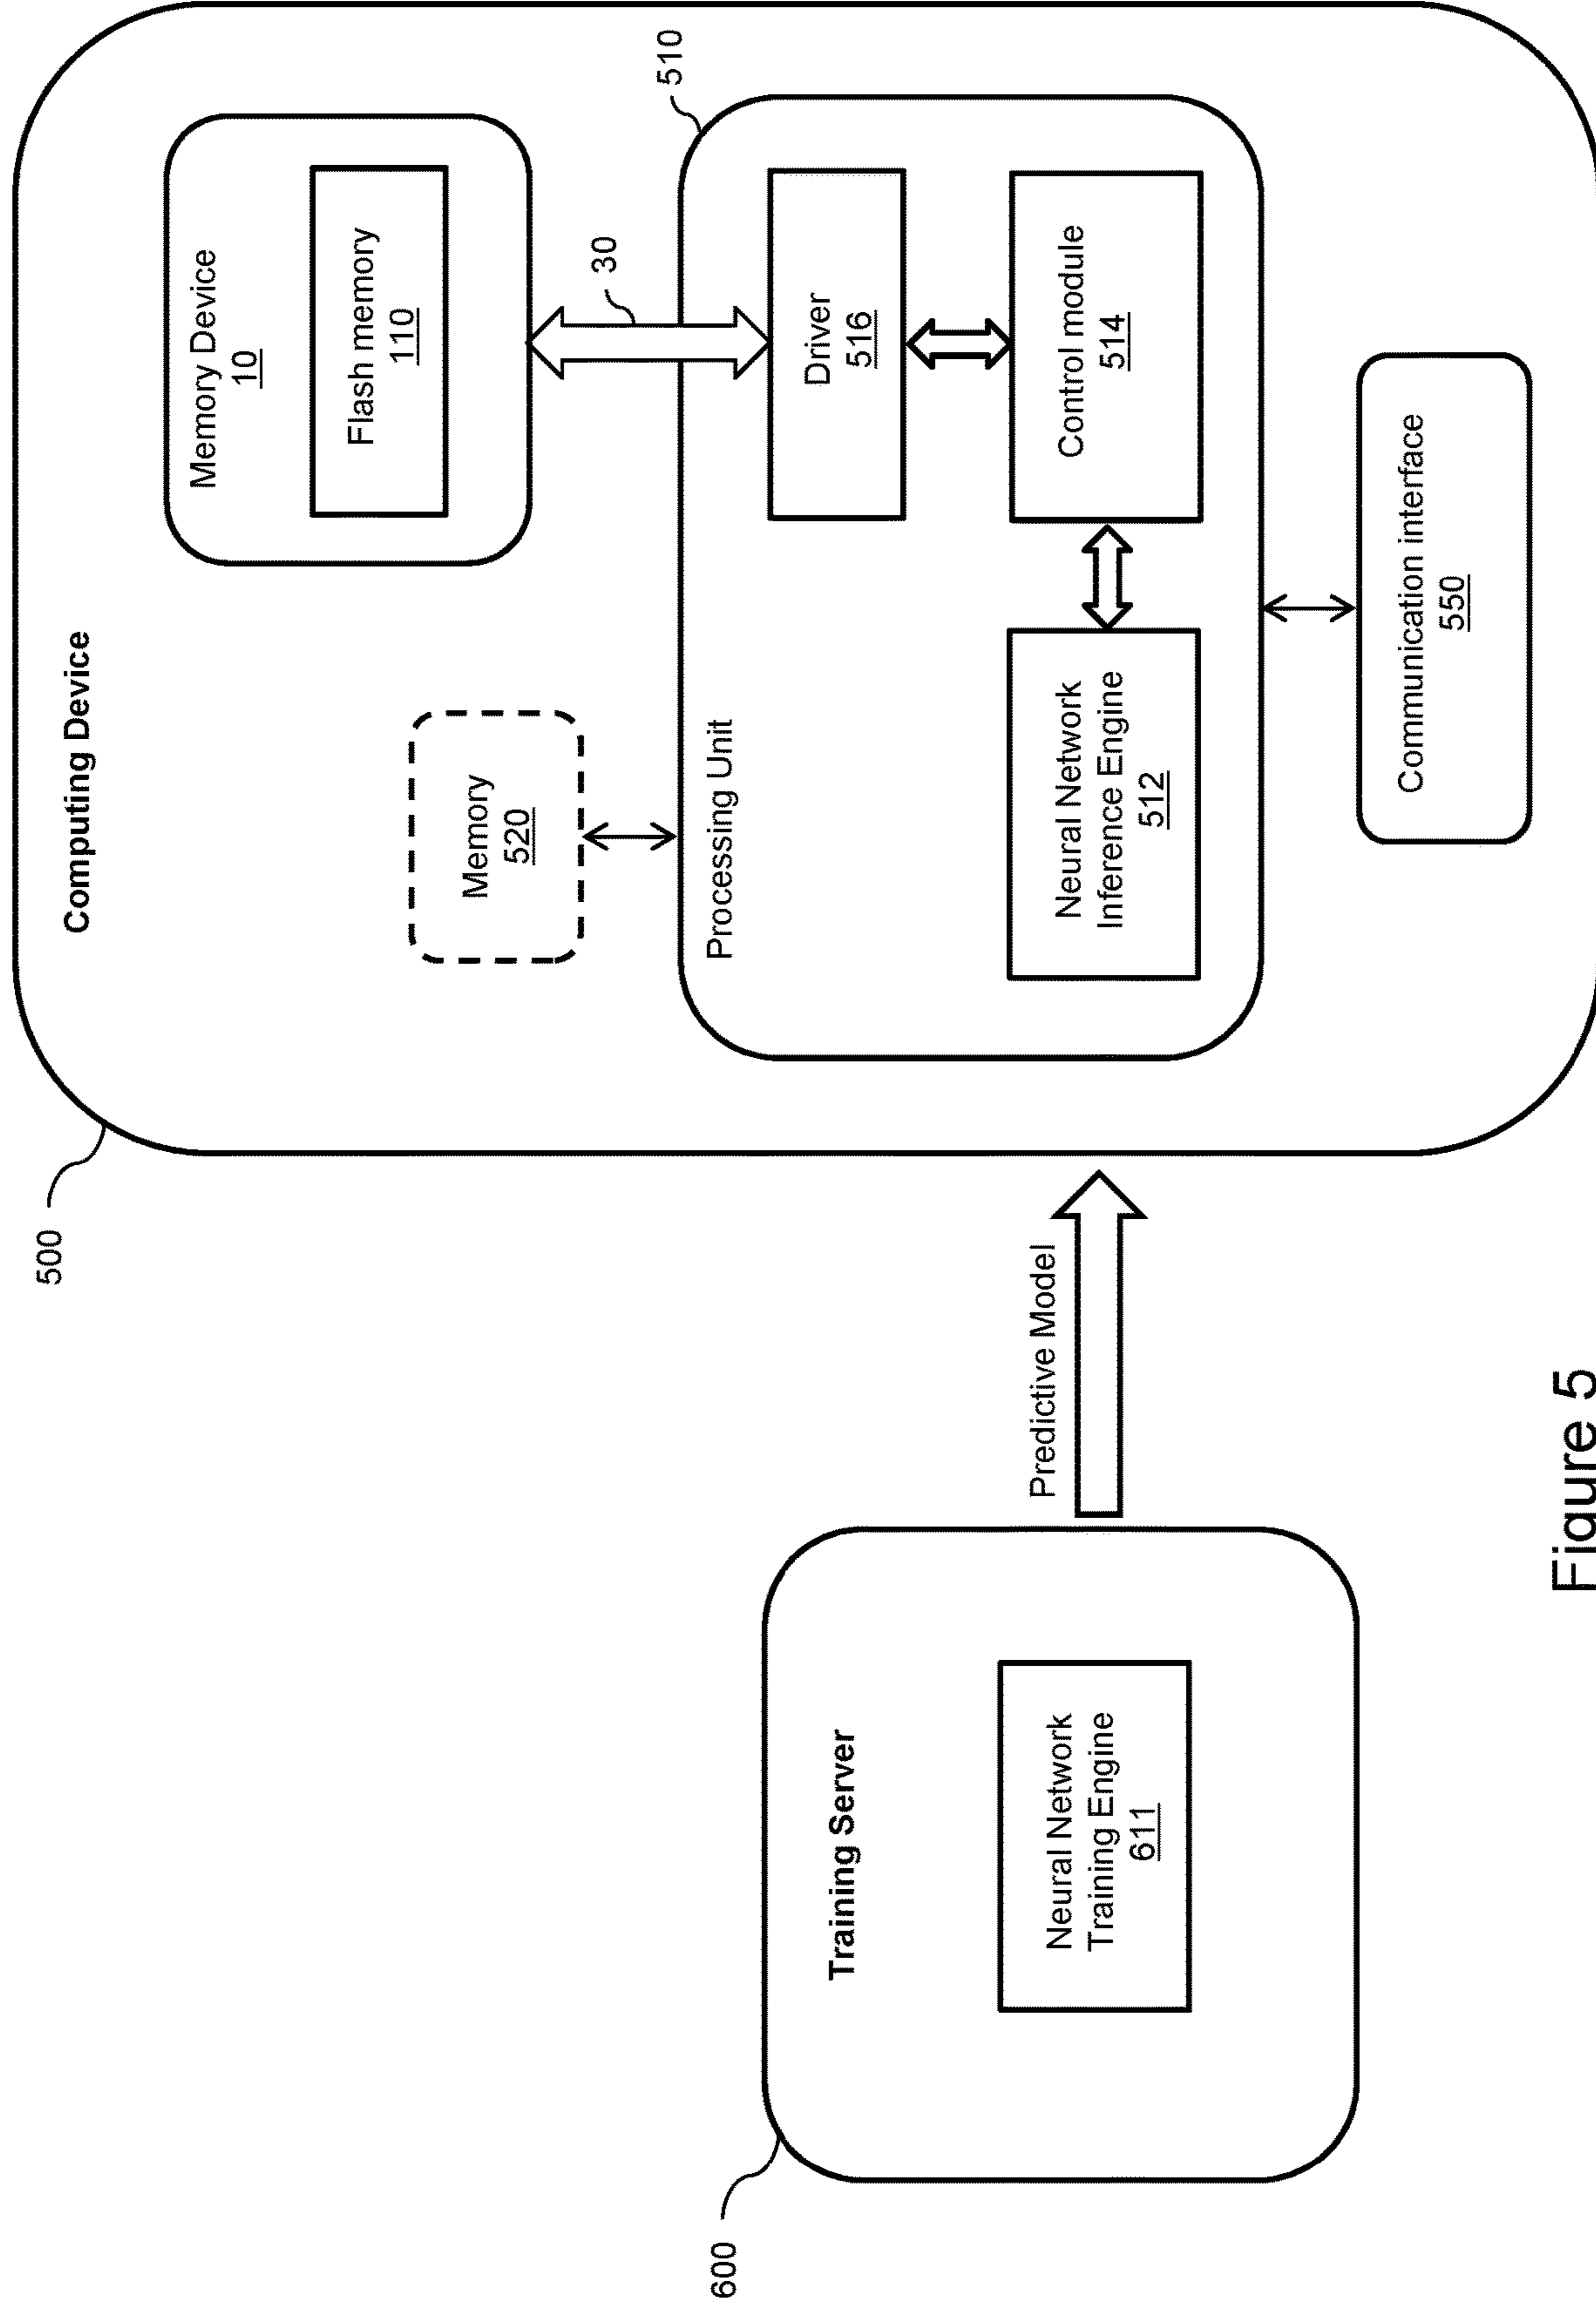 500
Computing Device
Memory Device
10
Flash memory
110
30
Memory
520
510
Processing Unit
Driver
516
Neural Network
Inference Engine
512
Control module
514
Communication interface
550
600
Training Server
Neural Network
Training Engine
611
Predictive Model
Figure 5